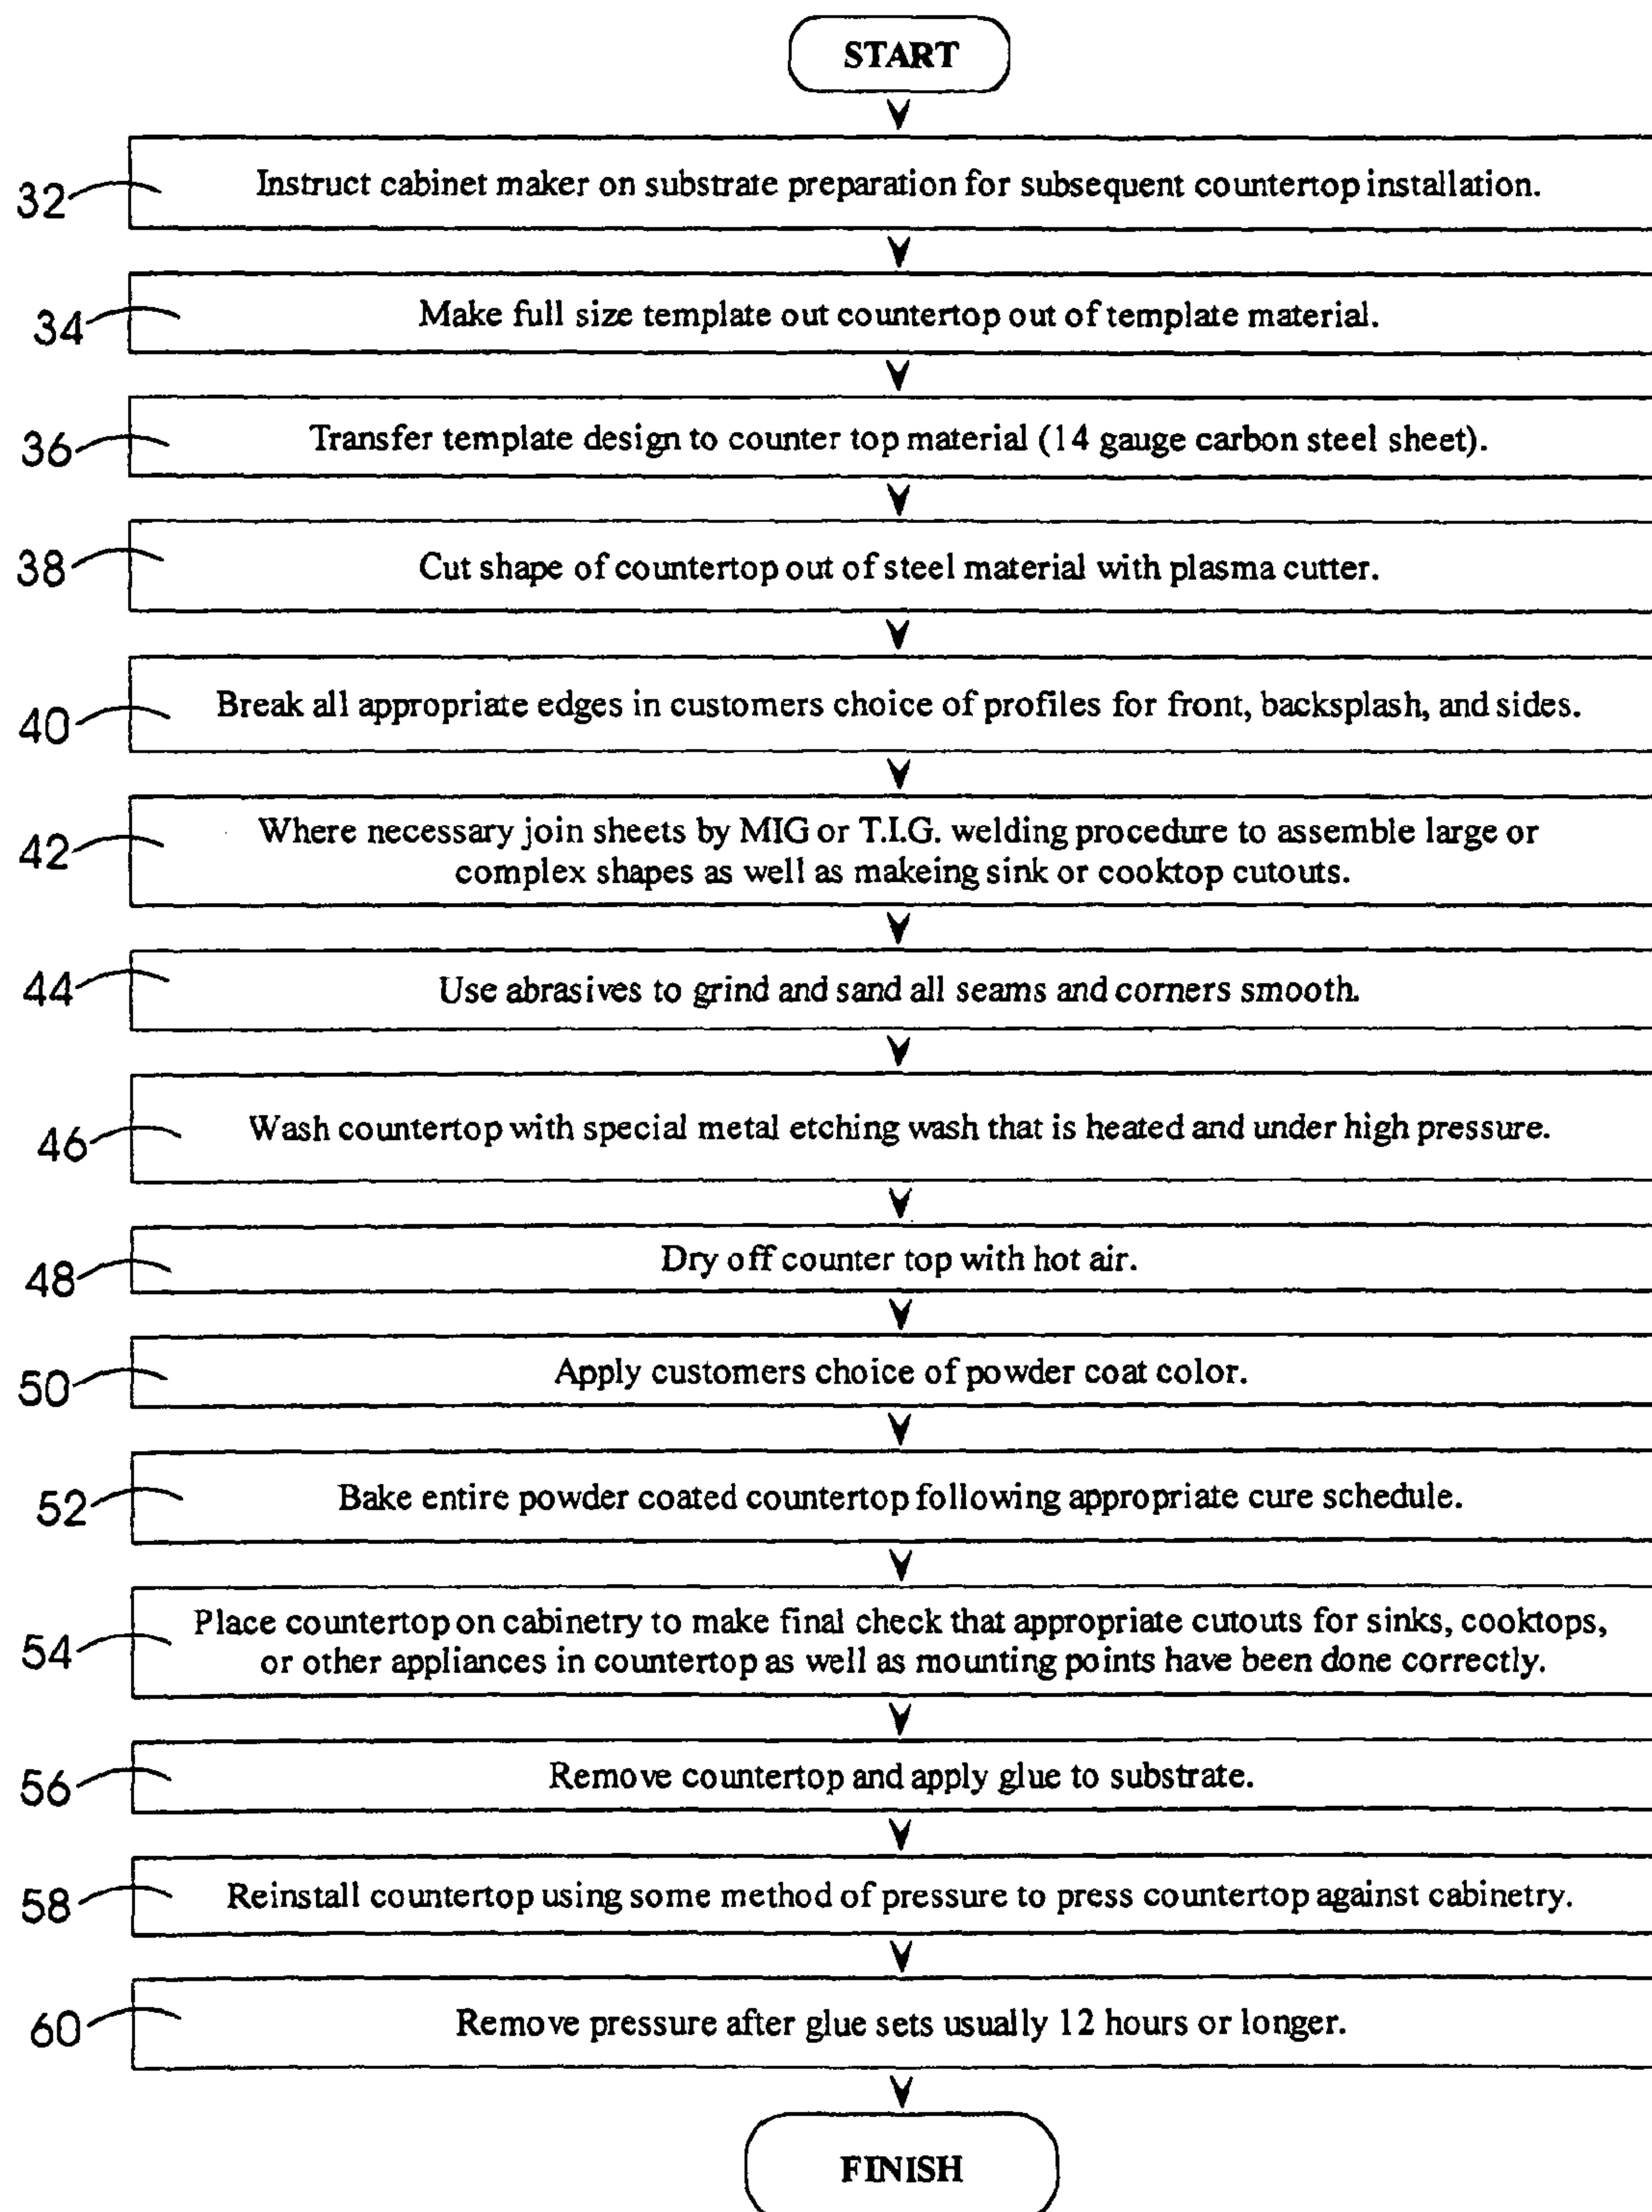 START
32 Instruct cabinet maker on substrate preparation for subsequent countertop installation.
34 Make full size template out countertop out of template material.
36 Transfer template design to counter top material (14 gauge carbon steel sheet).
38 Cut shape of countertop out of steel material with plasma cutter.
40 Break all appropriate edges in customers choice of profiles for front, backsplash, and sides.
42 Where necessary join sheets by MIG or T.I.G. welding procedure to assemble large or
complex shapes as well as makeing sink or cooktop cutouts.
44 Use abrasives to grind and sand all seams and corners smooth.
46 Wash countertop with special metal etching wash that is heated and under high pressure.
48 Dry off counter top with hot air.
50 Apply customers choice of powder coat color.
52 Bake entire powder coated countertop following appropriate cure schedule.
54 Place countertop on cabinetry to make final check that appropriate cutouts for sinks, cooktops,
or other appliances in countertop as well as mounting points have been done correctly.
56 Remove countertop and apply glue to substrate.
58 Reinstall countertop using some method of pressure to press countertop against cabinetry.
60 Remove pressure after glue sets usually 12 hours or longer.
FINISH